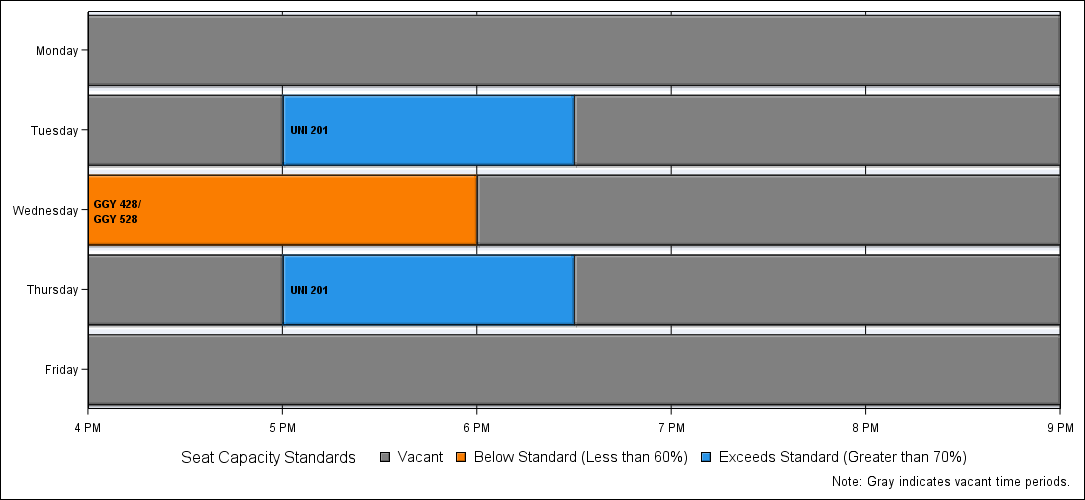 Monday
Tuesday
UNI 201
Wednesday
GGY 428/
GGY 528
Thursday
UNI 201
Friday
4 PM 5 PM 6 PM 7 PM 8 PM 9 PM
Seat Capacity Standards Vacant Below Standard (Less than 60%) Exceeds Standard (Greater than 70%)
Note: Gray indicates vacant time periods.